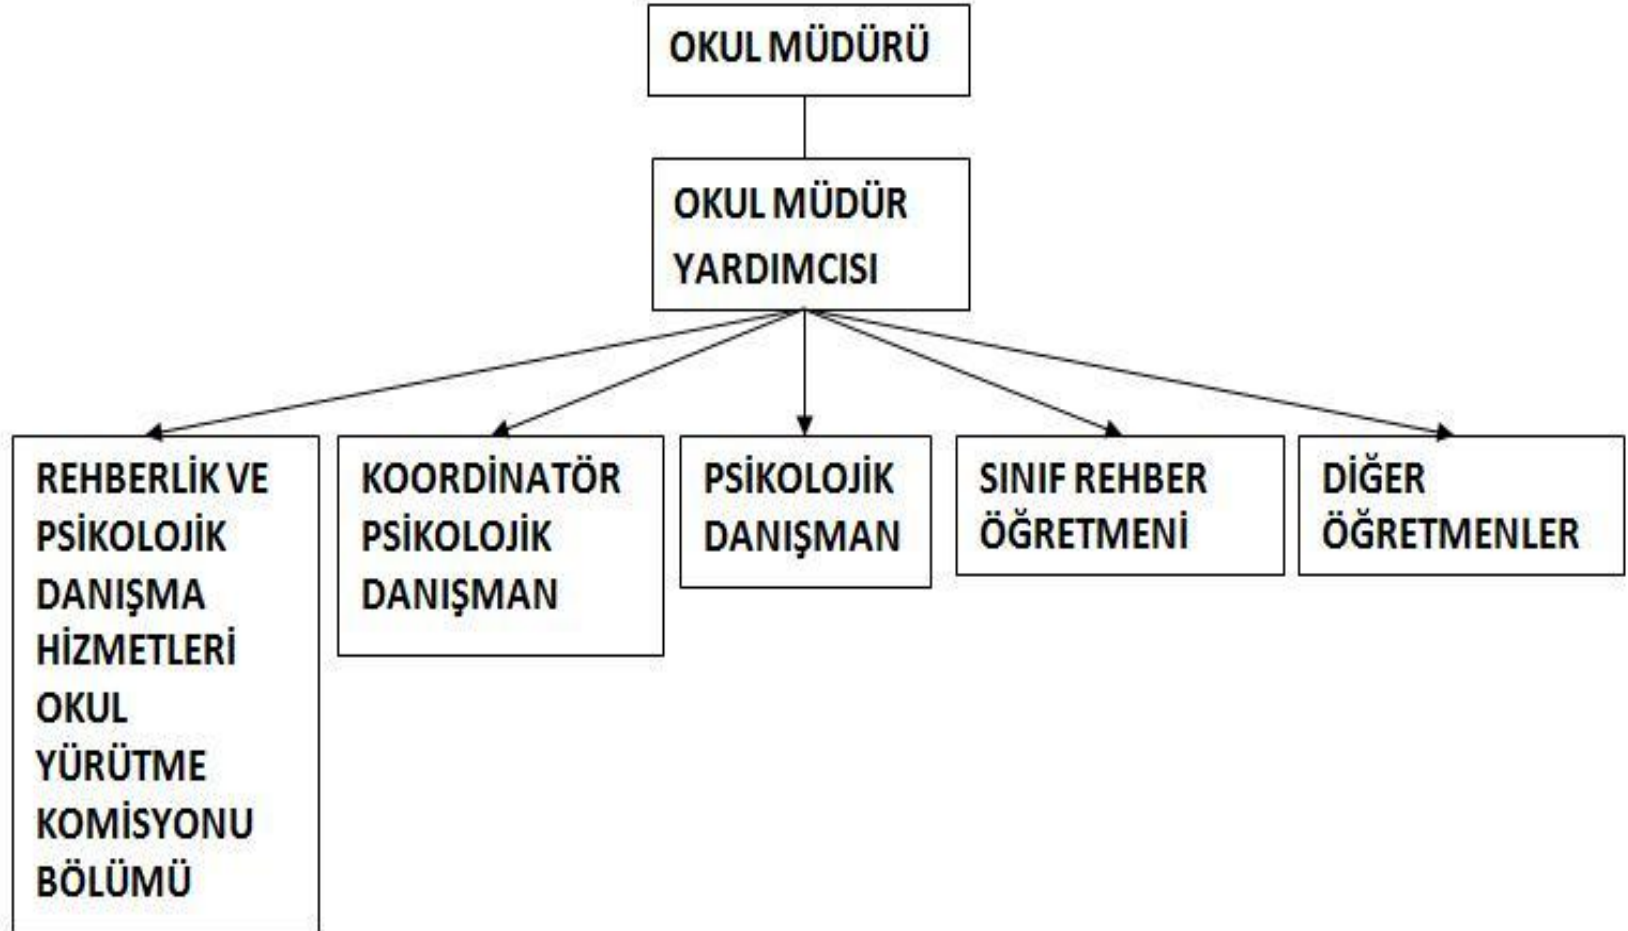 OKUL MÜDÜRÜ
OKUL MÜDÜR
YARDIMCISI
REHBERLİK VE
PSİKOLOJİK
DANIŞMA
HİZMETLERİ
OKUL
YÜRÜTME
KOMİSYONU
BÖLÜMÜ
KOORDİNATÖR
PSİKOLOJİK
DANIŞMAN
PSİKOLOJİK
DANIŞMAN
SINIF REHBER
ÖĞRETMENİ
DİĞER
ÖĞRETMENLER